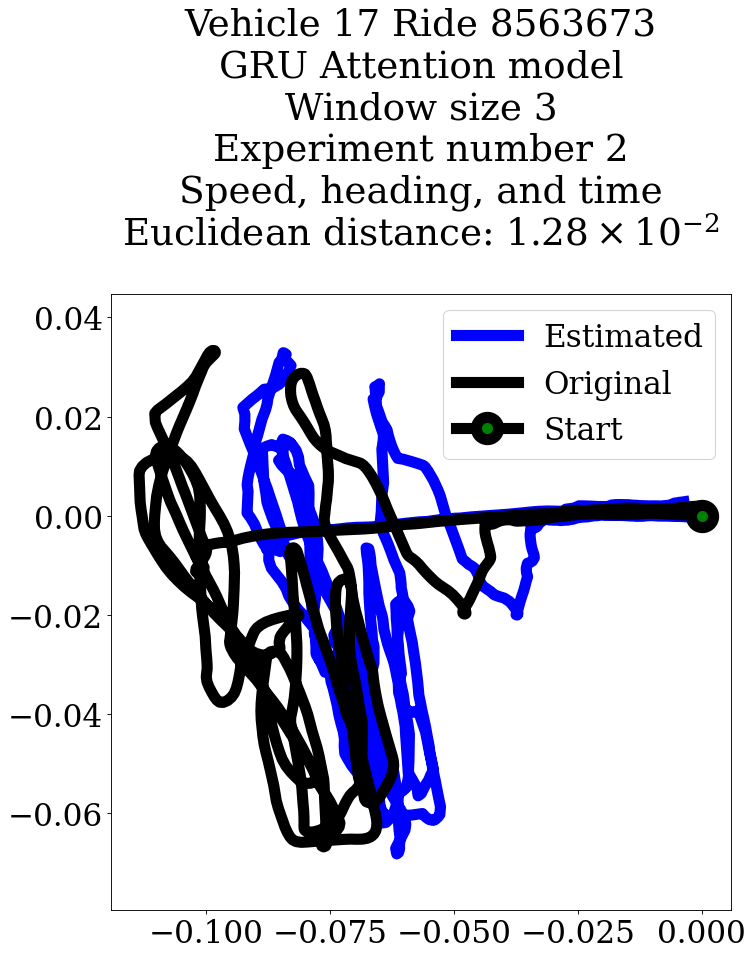 Vehicle 17 Ride 8563673
GRU Attention model
Window size 3
Experiment number 2
Speed, heading, and time
Euclidean distance: 1.28 × 10⁻²
Estimated
Original
Start
0.04
0.02
0.00
−0.02
−0.04
−0.06
−0.100 −0.075 −0.050 −0.025 0.000